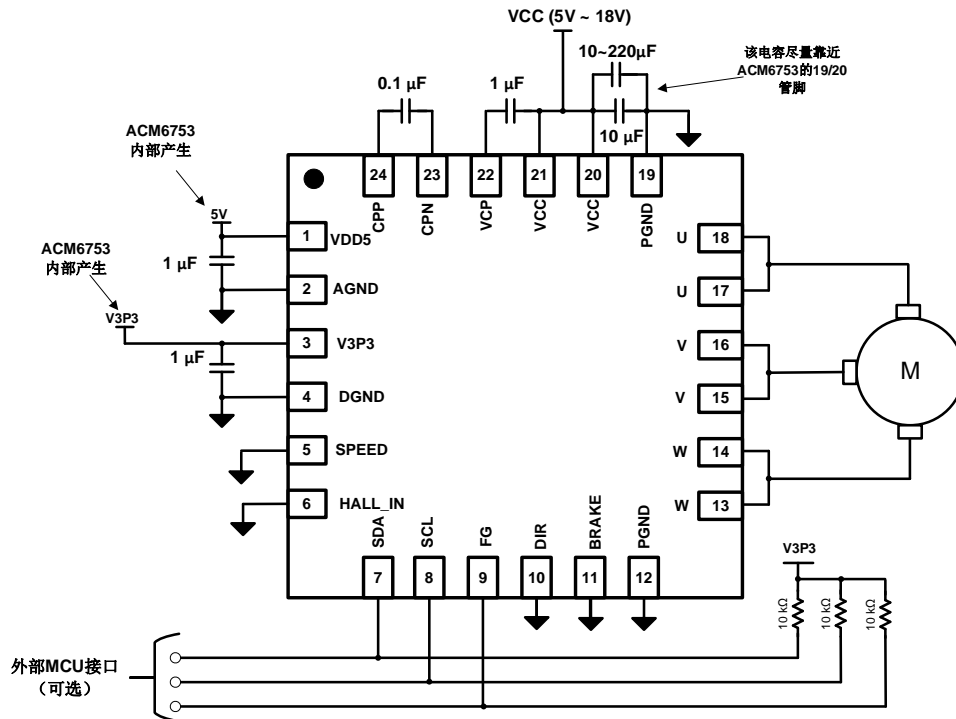 VCC (5V ~ 18V)
10~220μF
该电容尽量靠近
ACM6753的19/20
管脚
0.1 μF
1 μF
10 μF
ACM6753
内部产生
24
23
22
21
20
19
CPP
CPN
VCP
VCC
VCC
PGND
5V
1
VDD5
1 μF
2
AGND
ACM6753
内部产生
V3P3
3
V3P3
1 μF
4
DGND
5
SPEED
6
HALL_IN
U
18
U
17
V
16
V
15
W
14
W
13
M
SDA
SCL
FG
DIR
BRAKE
PGND
7
8
9
10
11
12
V3P3
10 kΩ
10 kΩ
10 kΩ
外部MCU接口
（可选）